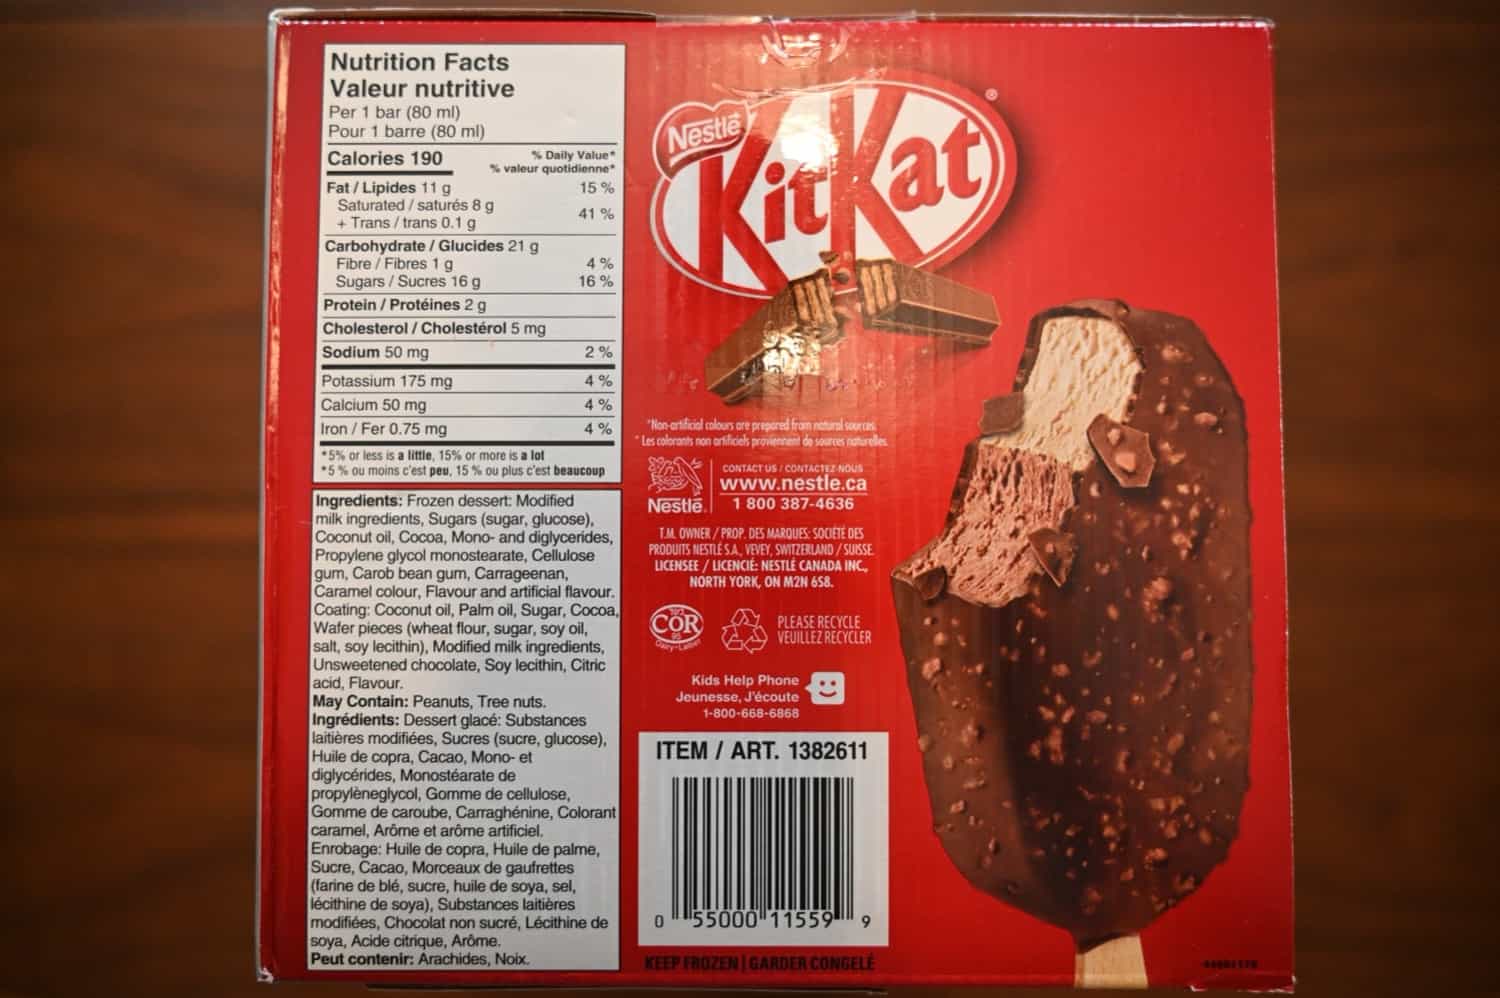 Nutrition Facts
Valeur nutritive
Per 1 bar (80 ml)
Pour 1 barre (80 ml)
Calories 190
% Daily Value*
% valeur quotidienne*
Fat / Lipides 11 g 15 %
Saturated / saturés 8 g
+ Trans / trans 0.1 g 41 %
Carbohydrate / Glucides 21 g
Fibre / Fibres 1 g 4 %
Sugars / Sucres 16 g 16 %
Protein / Protéines 2 g
Cholesterol / Cholestérol 5 mg
Sodium 50 mg 2 %
Potassium 175 mg 4 %
Calcium 50 mg 4 %
Iron / Fer 0.75 mg 4 %
*5% or less is a little, 15% or more is a lot
*5 % ou moins c'est peu, 15 % ou plus c'est beaucoup
Ingredients: Frozen dessert: Modified
milk ingredients, Sugars (sugar, glucose),
Coconut oil, Cocoa, Mono- and diglycerides,
Propylene glycol monostearate, Cellulose
gum, Carob bean gum, Carrageenan,
Caramel colour, Flavour and artificial flavour.
Coating: Coconut oil, Palm oil, Sugar, Cocoa,
Wafer pieces (wheat flour, sugar, soy oil,
salt, soy lecithin), Modified milk ingredients,
Unsweetened chocolate, Soy lecithin, Citric
acid, Flavour.
May Contain: Peanuts, Tree nuts.
Ingrédients: Dessert glacé: Substances
laitières modifiées, Sucres (sucre, glucose),
Huile de copra, Cacao, Mono- et
diglycérides, Monostéarate de
propylèneglycol, Gomme de cellulose,
Gomme de caroube, Carraghénine, Colorant
caramel, Arôme et arôme artificiel.
Enrobage: Huile de copra, Huile de palme,
Sucre, Cacao, Morceaux de gaufrettes
(farine de blé, sucre, huile de soya, sel,
lécithine de soya), Substances laitières
modifiées, Chocolat non sucré, Lécithine de
soya, Acide citrique, Arôme.
Peut contenir: Arachides, Noix.
Nestlé
KitKat®
*Non-artificial colours are prepared from natural sources.
*Les colorants non artificiels proviennent de sources naturelles.
Nestlé
CONTACT US / CONTACTEZ-NOUS
www.nestle.ca
1 800 387-4636
T.M. OWNER / PROP. DES MARQUES: SOCIÉTÉ DES
PRODUITS NESTLÉ S.A., VEVEY, SWITZERLAND / SUISSE.
LICENSEE / LICENCIÉ: NESTLÉ CANADA INC.,
NORTH YORK, ON M2N 6S8.
COR
95
PLEASE RECYCLE
VEUILLEZ RECYCLER
Kids Help Phone
Jeunesse, J'écoute
1-800-668-6868
ITEM / ART. 1382611
0 55000 11559 9
KEEP FROZEN | GARDER CONGELÉ